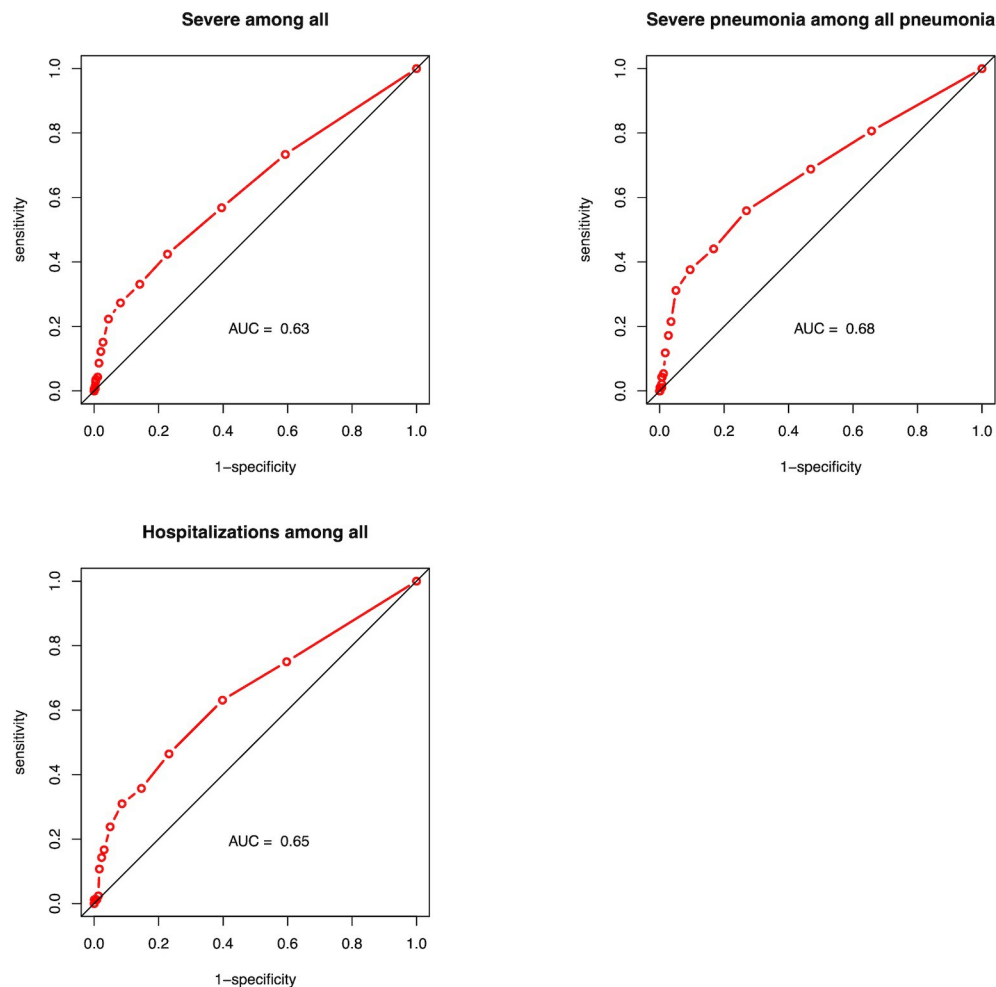 Severe among all
1.0
0.8
0.6
0.4
0.2
0.0
sensitivity
AUC = 0.63
0.0 0.2 0.4 0.6 0.8 1.0
1−specificity
Severe pneumonia among all pneumonia
1.0
0.8
0.6
0.4
0.2
0.0
sensitivity
AUC = 0.68
0.0 0.2 0.4 0.6 0.8 1.0
1−specificity
Hospitalizations among all
1.0
0.8
0.6
0.4
0.2
0.0
sensitivity
AUC = 0.65
0.0 0.2 0.4 0.6 0.8 1.0
1−specificity